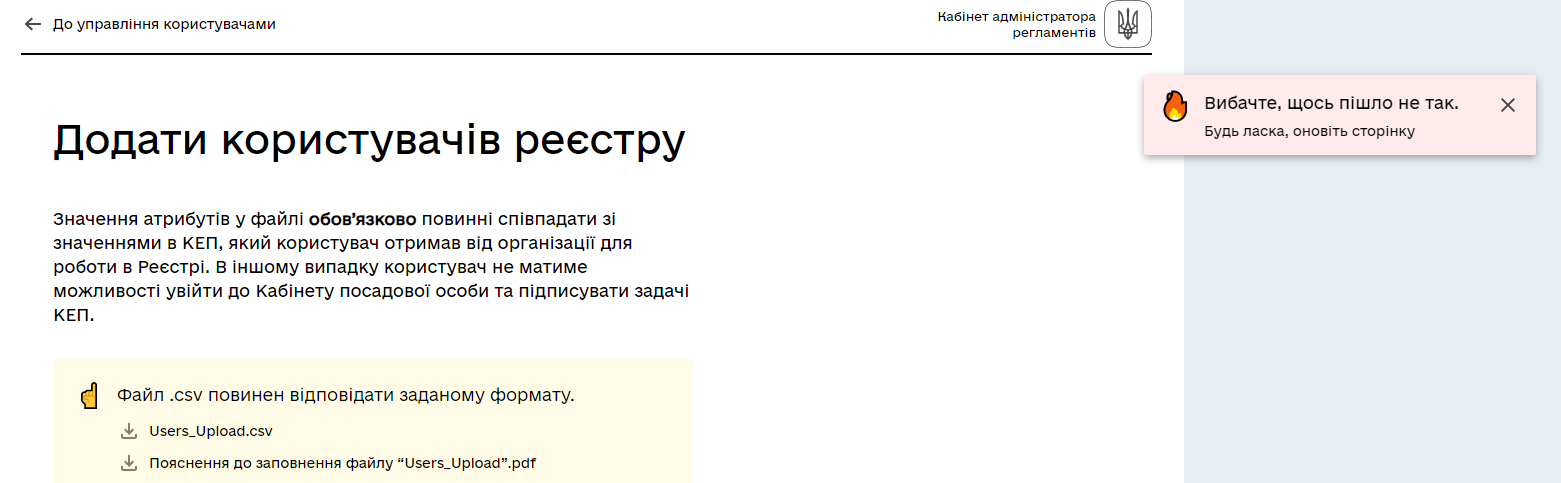 До управління користувачами
Кабінет адміністратора
регламентів
Вибачте, щось пішло не так.
Будь ласка, оновіть сторінку
Додати користувачів реєстру
Значення атрибутів у файлі обов'язково повинні співпадати зі
значеннями в КЕП, який користувач отримав від організації для
роботи в Реєстрі. В іншому випадку користувач не матиме
можливості увійти до Кабінету посадової особи та підписувати задачі
КЕП.
Файл .csv повинен відповідати заданому формату.
Users_Upload.csv
Пояснення до заповнення файлу “Users_Upload”.pdf